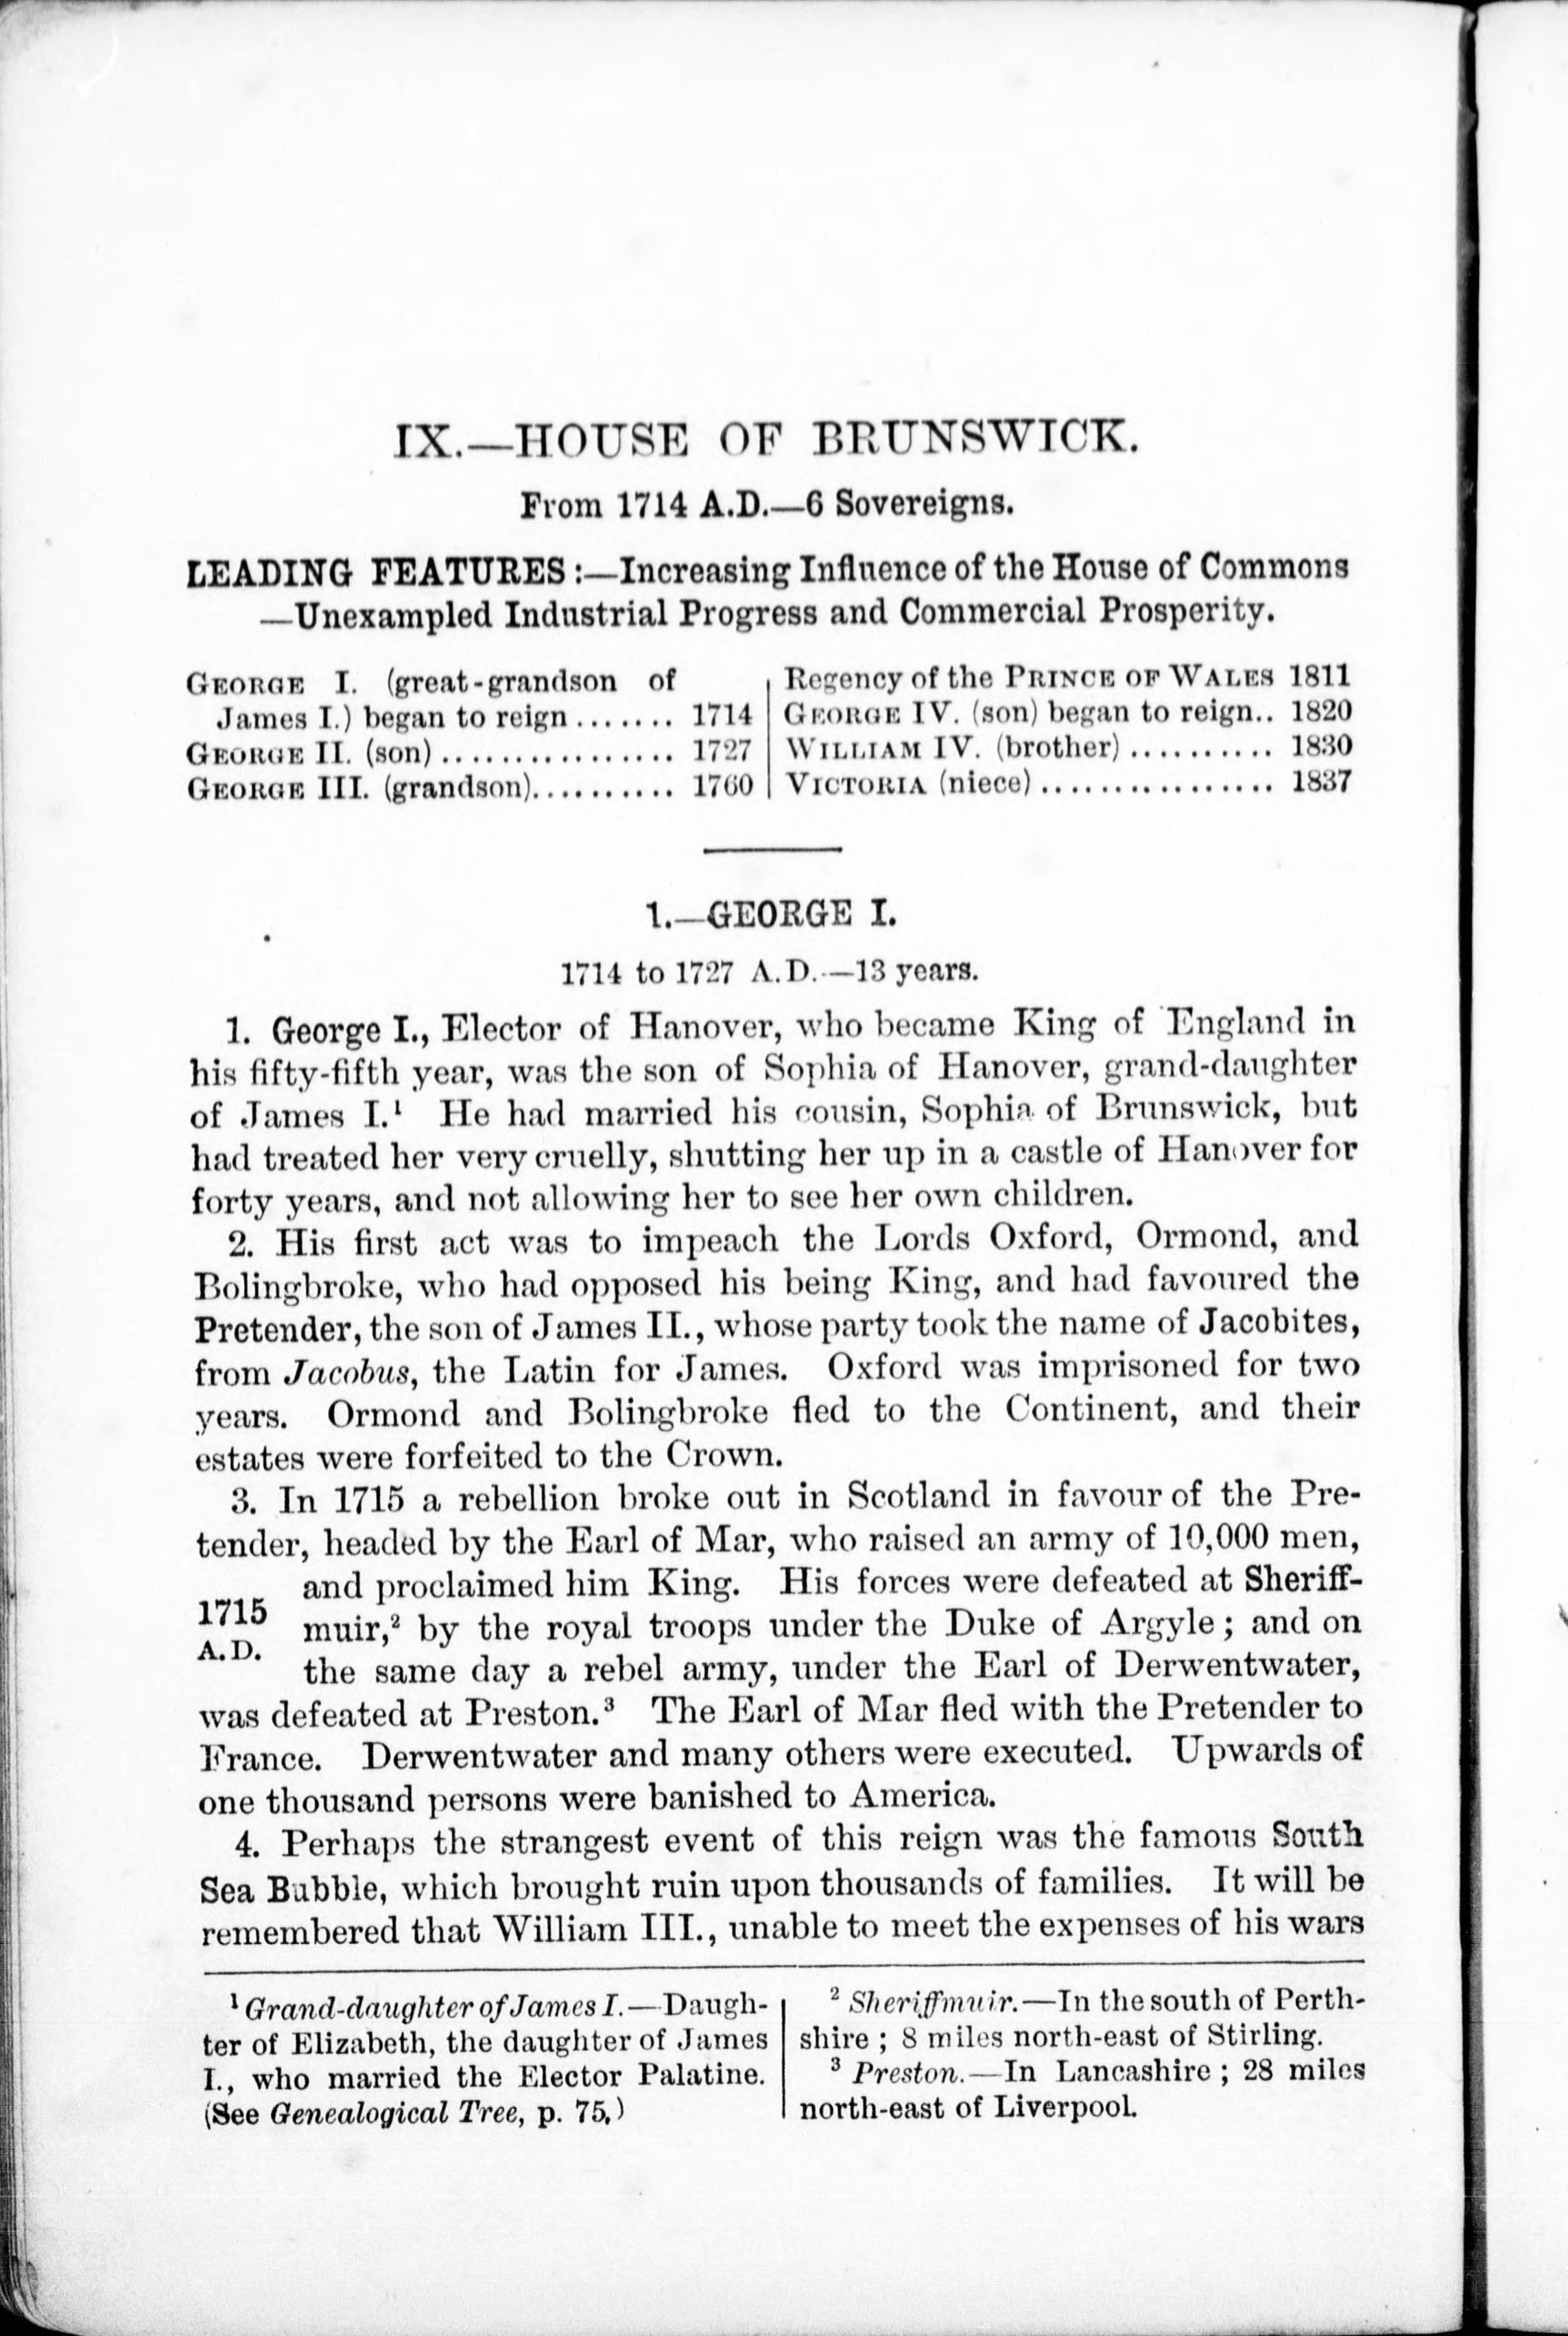 IX.—HOUSE OF BRUNSWICK.
From 1714 A.D.—6 Sovereigns.
LEADING FEATURES:—Increasing Influence of the House of Commons
—Unexampled Industrial Progress and Commercial Prosperity.
GEORGE I. (great-grandson of
James I.) began to reign....... 1714
GEORGE II. (son)................ 1727
GEORGE III. (grandson).......... 1760
Regency of the PRINCE OF WALES 1811
GEORGE IV. (son) began to reign.. 1820
WILLIAM IV. (brother).......... 1830
VICTORIA (niece)................ 1837
1.—GEORGE I.
1714 to 1727 A.D.—13 years.
1. George I., Elector of Hanover, who became King of England in
his fifty-fifth year, was the son of Sophia of Hanover, grand-daughter
of James I.¹ He had married his cousin, Sophia of Brunswick, but
had treated her very cruelly, shutting her up in a castle of Hanover for
forty years, and not allowing her to see her own children.
2. His first act was to impeach the Lords Oxford, Ormond, and
Bolingbroke, who had opposed his being King, and had favoured the
Pretender, the son of James II., whose party took the name of Jacobites,
from Jacobus, the Latin for James. Oxford was imprisoned for two
years. Ormond and Bolingbroke fled to the Continent, and their
estates were forfeited to the Crown.
3. In 1715 a rebellion broke out in Scotland in favour of the Pre-
tender, headed by the Earl of Mar, who raised an army of 10,000 men,
and proclaimed him King. His forces were defeated at Sheriff-
1715
A.D.
muir,² by the royal troops under the Duke of Argyle; and on
the same day a rebel army, under the Earl of Derwentwater,
was defeated at Preston.³ The Earl of Mar fled with the Pretender to
France. Derwentwater and many others were executed. Upwards of
one thousand persons were banished to America.
4. Perhaps the strangest event of this reign was the famous South
Sea Bubble, which brought ruin upon thousands of families. It will be
remembered that William III., unable to meet the expenses of his wars
¹ Grand-daughter of James I.—Daugh-
ter of Elizabeth, the daughter of James
I., who married the Elector Palatine.
(See Genealogical Tree, p. 75.)
² Sheriffmuir.—In the south of Perth-
shire; 8 miles north-east of Stirling.
³ Preston.—In Lancashire; 28 miles
north-east of Liverpool.